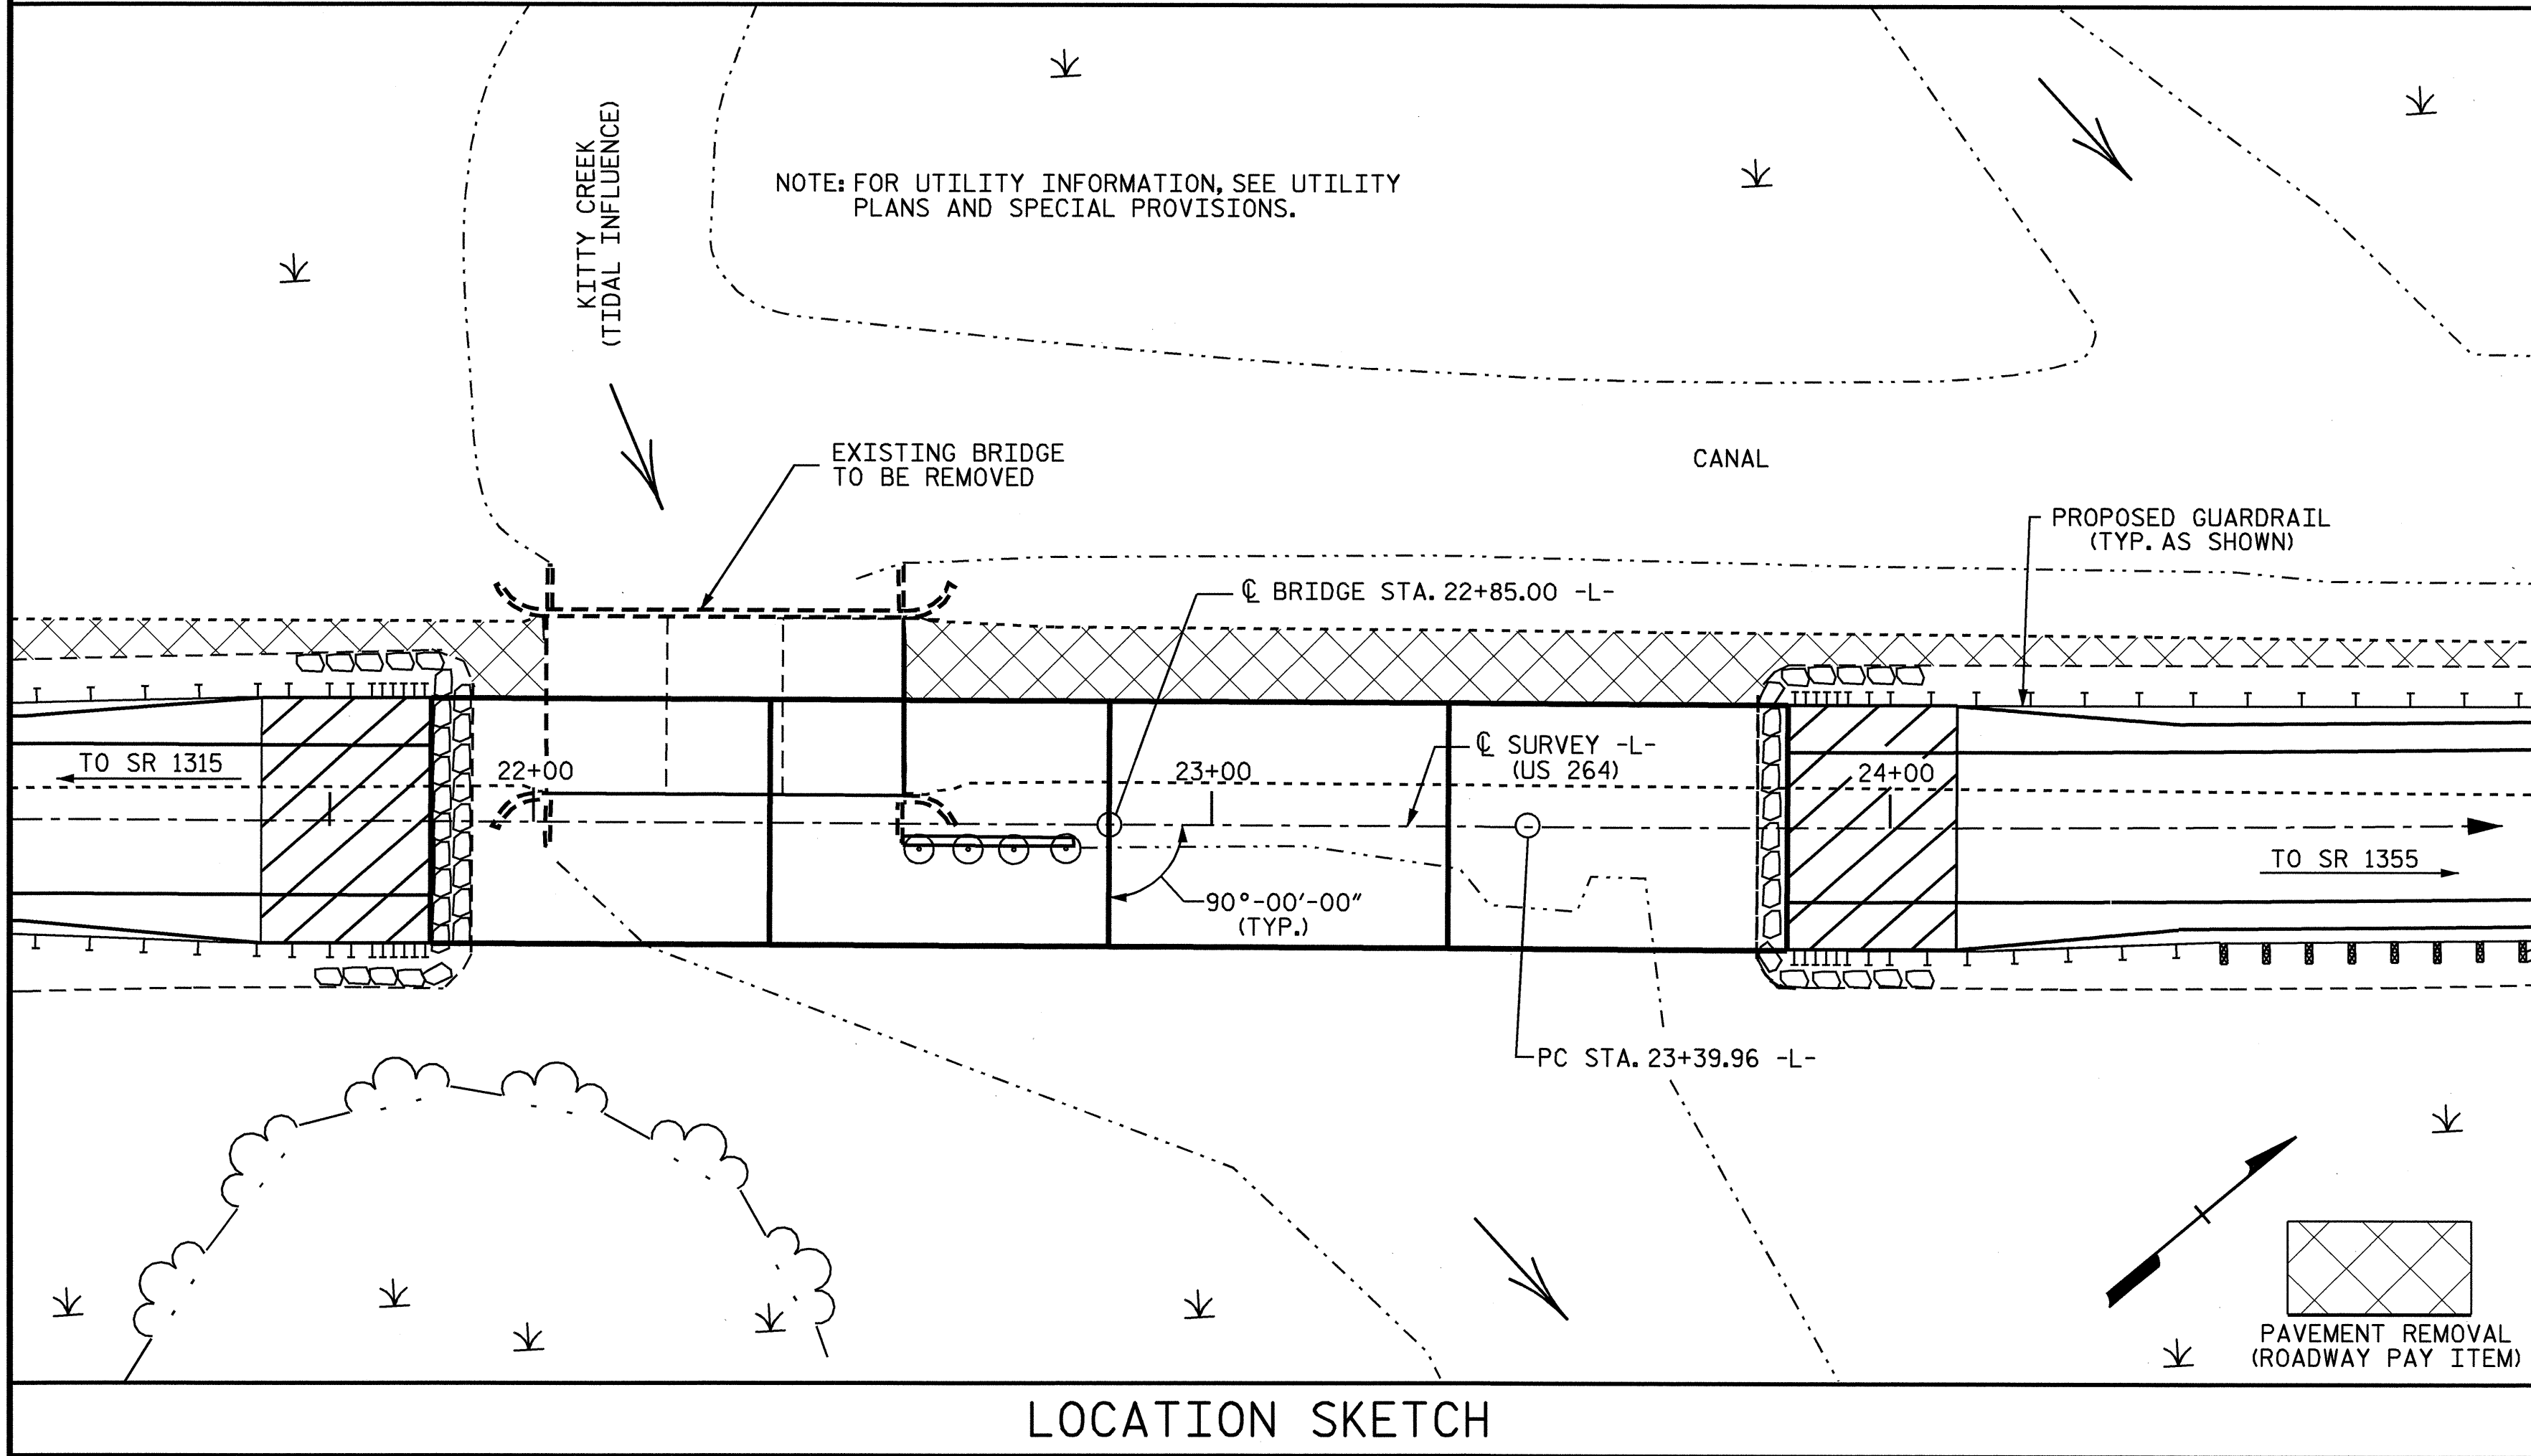 KITTY CREEK
(TIDAL INFLUENCE)
NOTE: FOR UTILITY INFORMATION, SEE UTILITY
PLANS AND SPECIAL PROVISIONS.
EXISTING BRIDGE
TO BE REMOVED
CANAL
PROPOSED GUARDRAIL
(TYP. AS SHOWN)
℄ BRIDGE STA. 22+85.00 -L-
TO SR 1315
22+00
23+00
℄ SURVEY -L-
(US 264)
24+00
TO SR 1355
90°-00'-00"
(TYP.)
PC STA. 23+39.96 -L-
PAVEMENT REMOVAL
(ROADWAY PAY ITEM)
LOCATION SKETCH